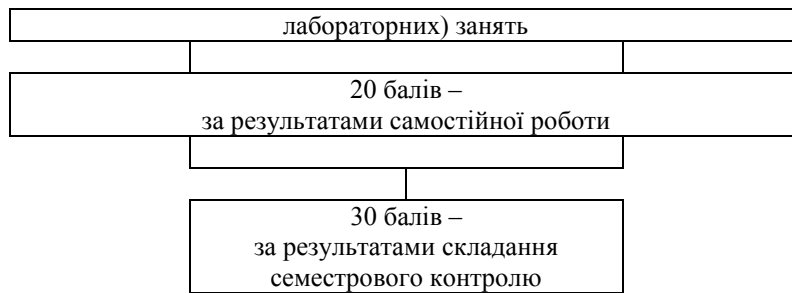 лабораторних) занять
20 балів –
за результатами самостійної роботи
30 балів –
за результатами складання
семестрового контролю